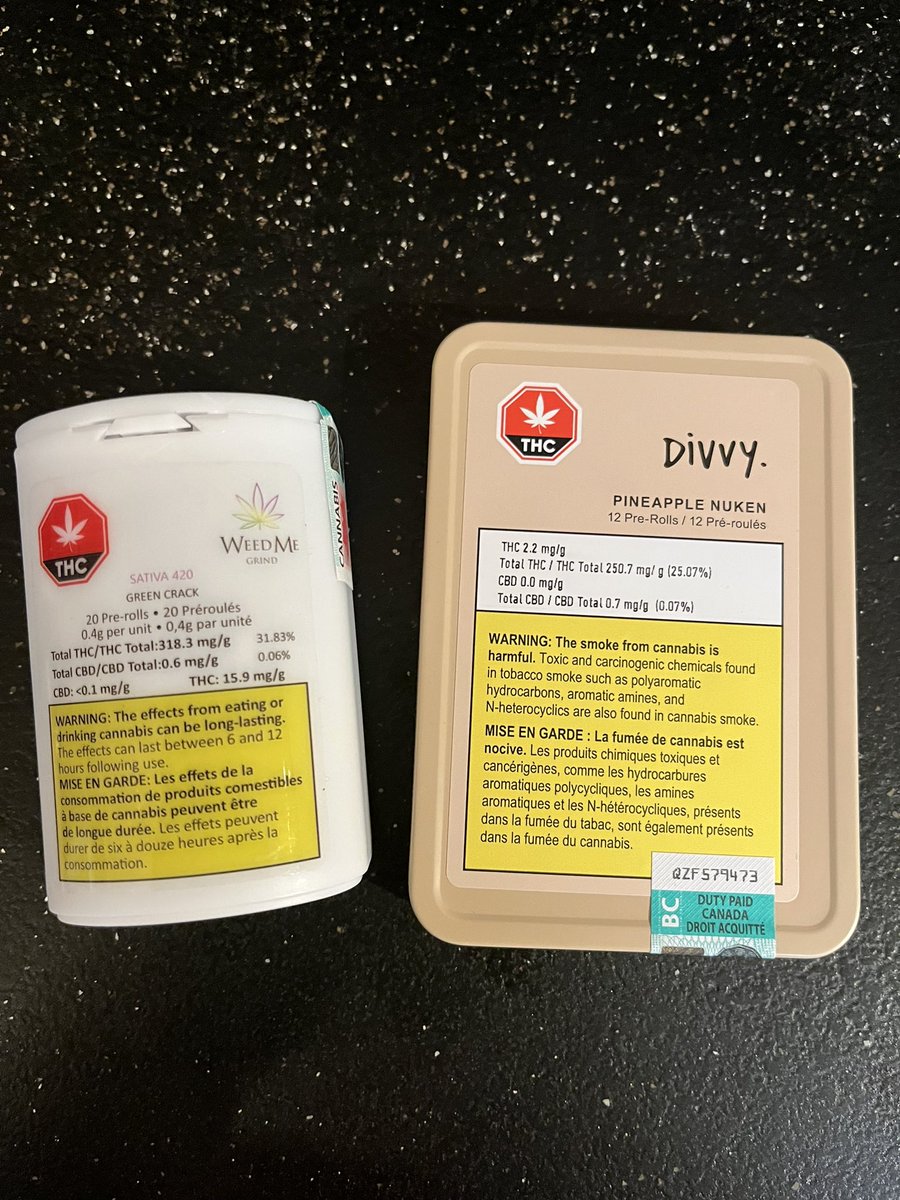 THC
WEEDME
GRIND
SATIVA 420
GREEN CRACK
20 Pre-rolls • 20 Préroulés
0.4g per unit • 0,4g par unité
Total THC/THC Total:318.3 mg/g 31.83%
Total CBD/CBD Total:0.6 mg/g 0.06%
CBD: <0.1 mg/g THC: 15.9 mg/g
WARNING: The effects from eating or
drinking cannabis can be long-lasting.
The effects can last between 6 and 12
hours following use.
MISE EN GARDE: Les effets de la
consommation de produits comestibles
à base de cannabis peuvent être
de longue durée. Les effets peuvent
durer de six à douze heures après la
consommation.
CANNABIS
THC
Divvy.
PINEAPPLE NUKEN
12 Pre-Rolls / 12 Pré-roulés
THC 2.2 mg/g
Total THC / THC Total 250.7 mg/ g (25.07%)
CBD 0.0 mg/g
Total CBD / CBD Total 0.7 mg/g (0.07%)
WARNING: The smoke from cannabis is
harmful. Toxic and carcinogenic chemicals found
in tobacco smoke such as polyaromatic
hydrocarbons, aromatic amines, and
N-heterocyclics are also found in cannabis smoke.
MISE EN GARDE : La fumée de cannabis est
nocive. Les produits chimiques toxiques et
cancérigènes, comme les hydrocarbures
aromatiques polycycliques, les amines
aromatiques et les N-hétérocycliques, présents
dans la fumée du tabac, sont également présents
dans la fumée du cannabis.
QZF579473
BC
DUTY PAID
CANADA
DROIT ACQUITTÉ